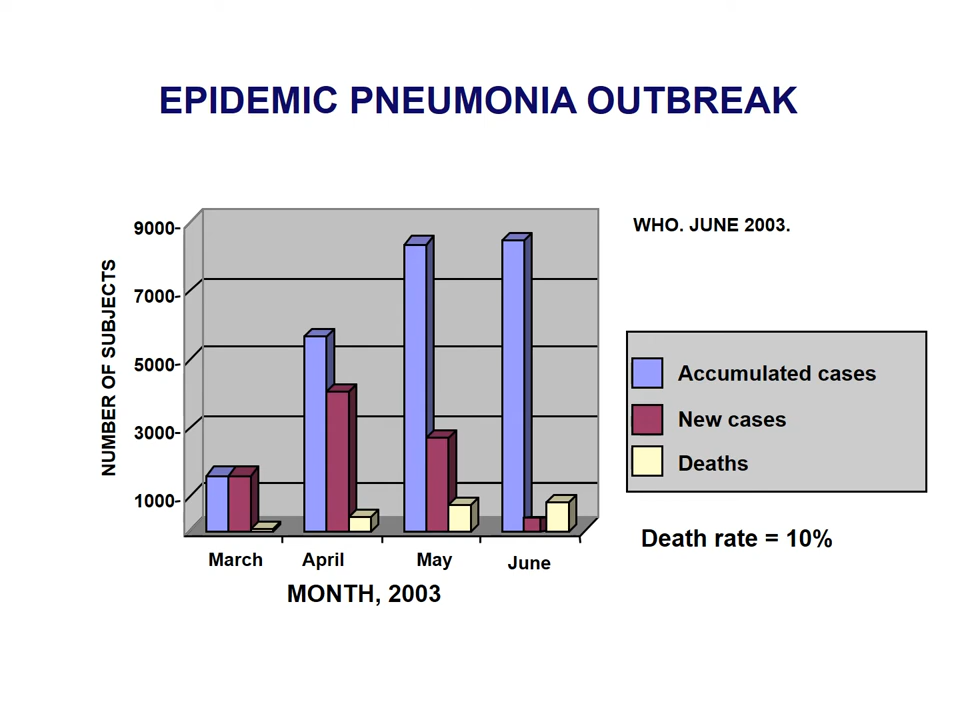 EPIDEMIC PNEUMONIA OUTBREAK
WHO. JUNE 2003.
NUMBER OF SUBJECTS
9000-
7000-
5000-
3000-
1000-
March April May June
MONTH, 2003
Accumulated cases
New cases
Deaths
Death rate = 10%